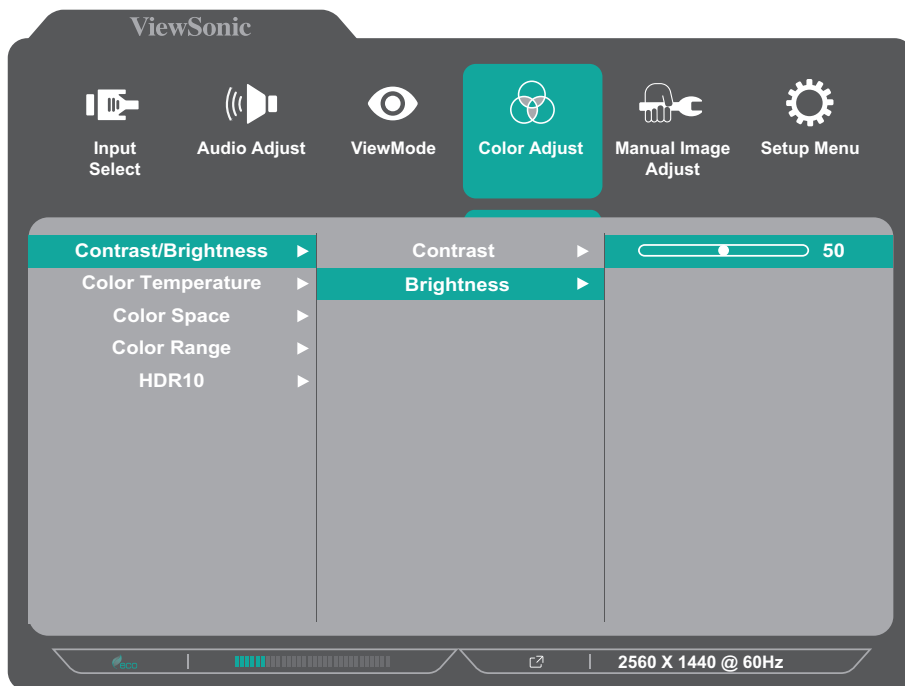 ViewSonic
Input
Select
Audio Adjust
ViewMode
Color Adjust
Manual Image
Adjust
Setup Menu
Contrast/Brightness
Color Temperature
Color Space
Color Range
HDR10
Contrast
Brightness
50
eco
2560 X 1440 @ 60Hz